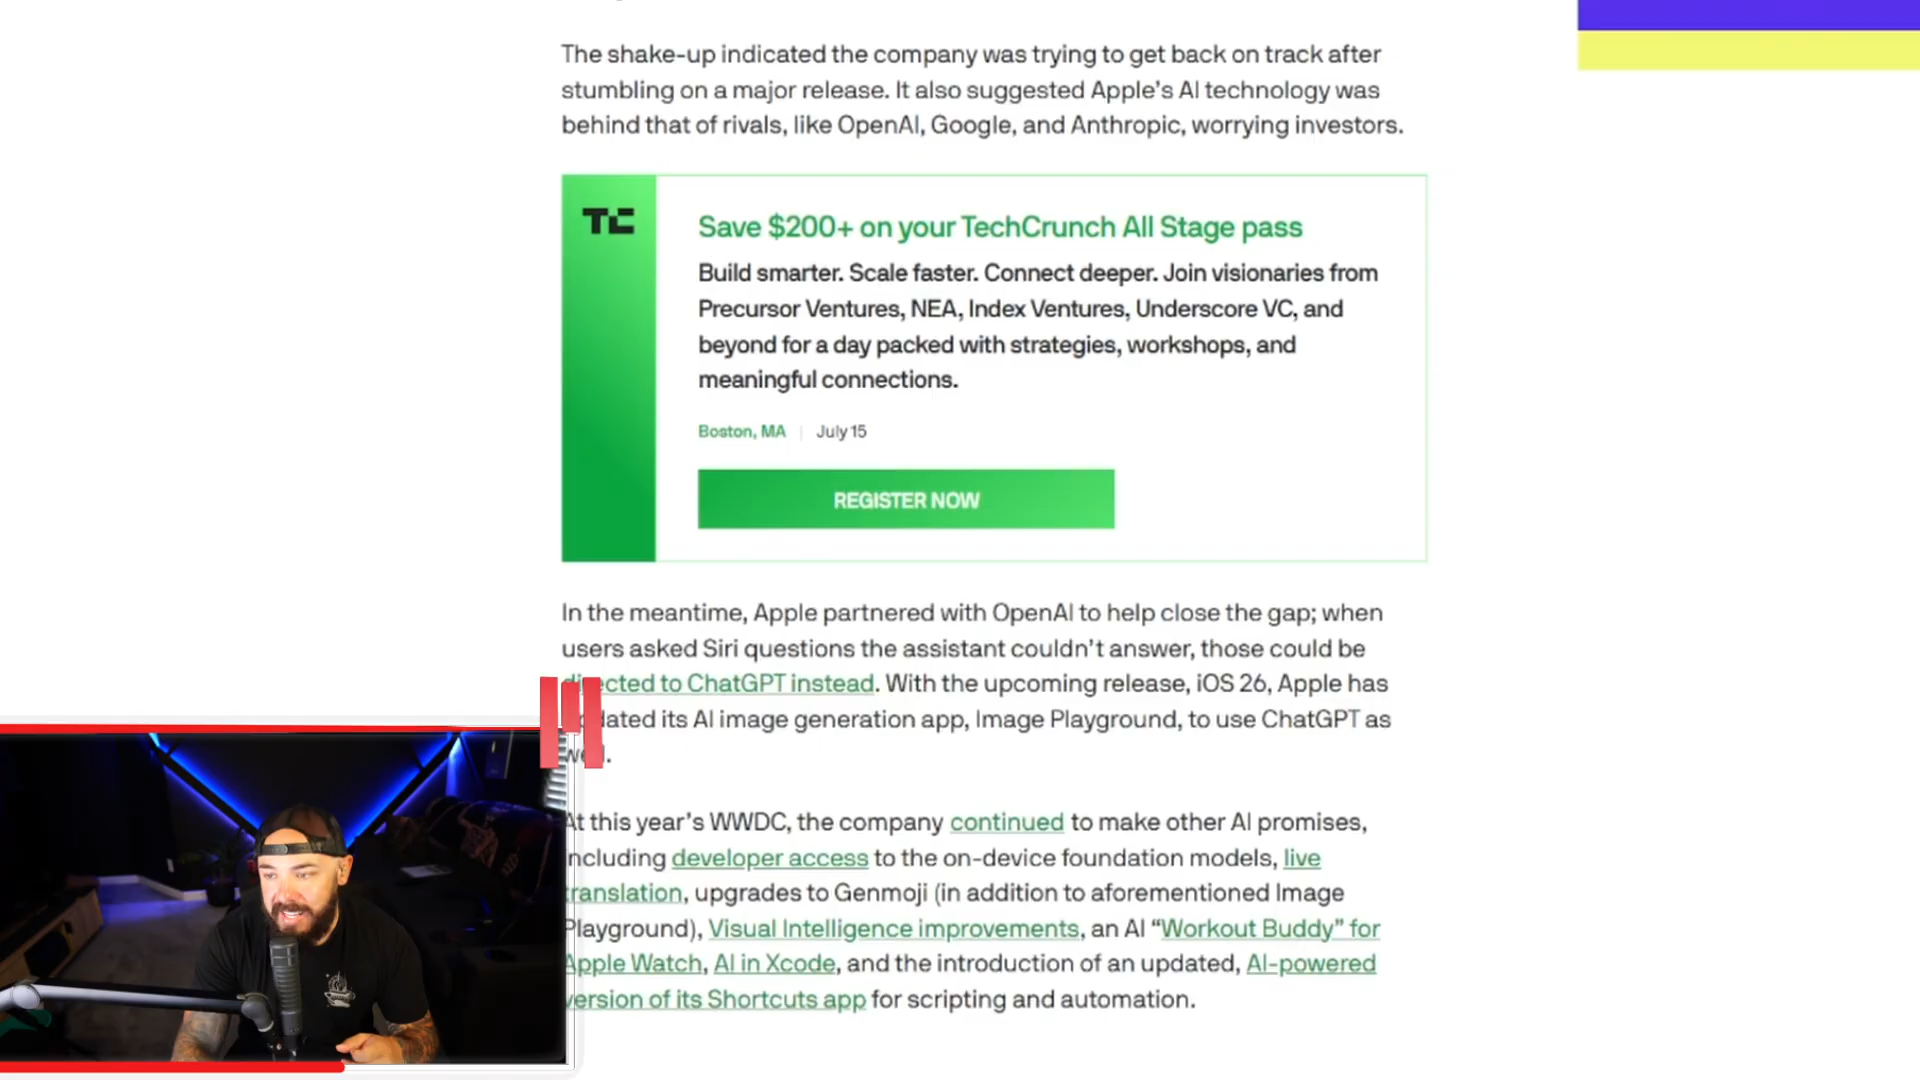 The shake-up indicated the company was trying to get back on track after
stumbling on a major release. It also suggested Apple's AI technology was
behind that of rivals, like OpenAI, Google, and Anthropic, worrying investors.
TC
Save $200+ on your TechCrunch All Stage pass
Build smarter. Scale faster. Connect deeper. Join visionaries from
Precursor Ventures, NEA, Index Ventures, Underscore VC, and
beyond for a day packed with strategies, workshops, and
meaningful connections.
Boston, MA | July 15
REGISTER NOW
In the meantime, Apple partnered with OpenAI to help close the gap; when
users asked Siri questions the assistant couldn't answer, those could be
directed to ChatGPT instead. With the upcoming release, iOS 26, Apple has
updated its AI image generation app, Image Playground, to use ChatGPT as
well.
At this year's WWDC, the company continued to make other AI promises,
including developer access to the on-device foundation models, live
translation, upgrades to Genmoji (in addition to aforementioned Image
Playground), Visual Intelligence improvements, an AI “Workout Buddy” for
Apple Watch, AI in Xcode, and the introduction of an updated, AI-powered
version of its Shortcuts app for scripting and automation.